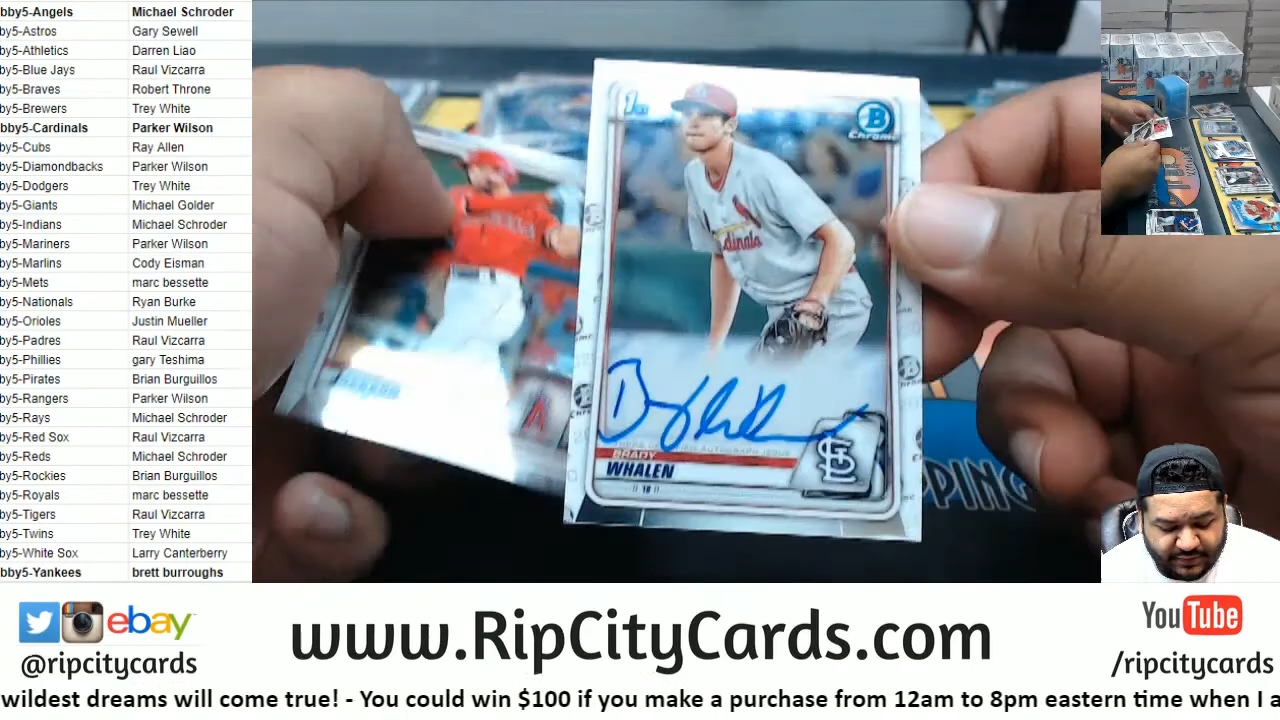 bby5-Angels Michael Schroder
by5-Astros Gary Sewell
by5-Athletics Darren Liao
by5-Blue Jays Raul Vizcarra
by5-Braves Robert Throne
by5-Brewers Trey White
bby5-Cardinals Parker Wilson
by5-Cubs Ray Allen
by5-Diamondbacks Parker Wilson
by5-Dodgers Trey White
by5-Giants Michael Golder
by5-Indians Michael Schroder
by5-Mariners Parker Wilson
by5-Marlins Cody Eisman
by5-Mets marc bessette
by5-Nationals Ryan Burke
by5-Orioles Justin Mueller
by5-Padres Raul Vizcarra
by5-Phillies gary Teshima
by5-Pirates Brian Burguillos
by5-Rangers Parker Wilson
by5-Rays Michael Schroder
by5-Red Sox Raul Vizcarra
by5-Reds Michael Schroder
by5-Rockies Brian Burguillos
by5-Royals marc bessette
by5-Tigers Raul Vizcarra
by5-Twins Trey White
by5-White Sox Larry Canterberry
bby5-Yankees brett burroughs
1st
B
Chrome
Cardinals
BRADY
WHALEN
18
StL
A
PPING
ebay
@ripcitycards
www.RipCityCards.com
YouTube
/ripcitycards
wildest dreams will come true! - You could win $100 if you make a purchase from 12am to 8pm eastern time when I a